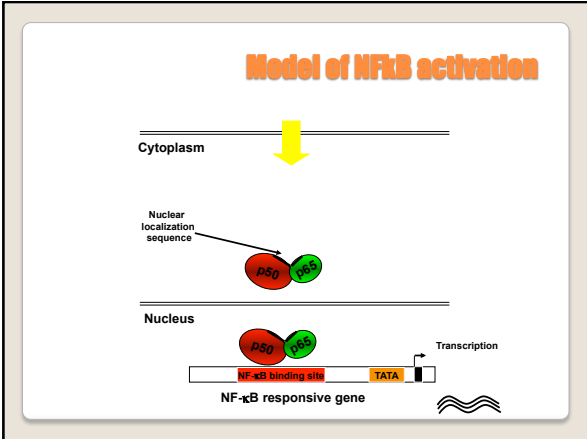 Model of NFkB activation
Cytoplasm
Nuclear
localization
sequence
p50 p65
Nucleus
p50 p65
Transcription
NF-κB binding site TATA
NF-κB responsive gene